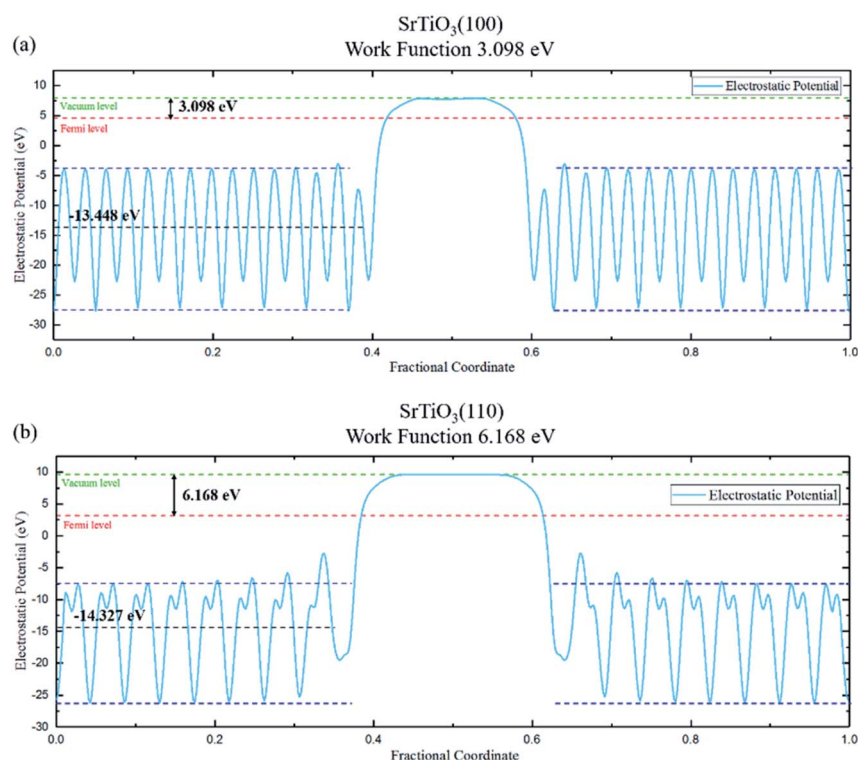 (a)
SrTiO₃(100)
Work Function 3.098 eV
Electrostatic Potential (eV)
10
5
0
-5
-10
-15
-20
-25
-30
Vacuum level
Fermi level
3.098 eV
-13.448 eV
Electrostatic Potential
0.0 0.2 0.4 0.6 0.8 1.0
Fractional Coordinate
(b)
SrTiO₃(110)
Work Function 6.168 eV
Electrostatic Potential (eV)
10
5
0
-5
-10
-15
-20
-25
-30
Vacuum level
Fermi level
6.168 eV
-14.327 eV
Electrostatic Potential
0.0 0.2 0.4 0.6 0.8 1.0
Fractional Coordinate